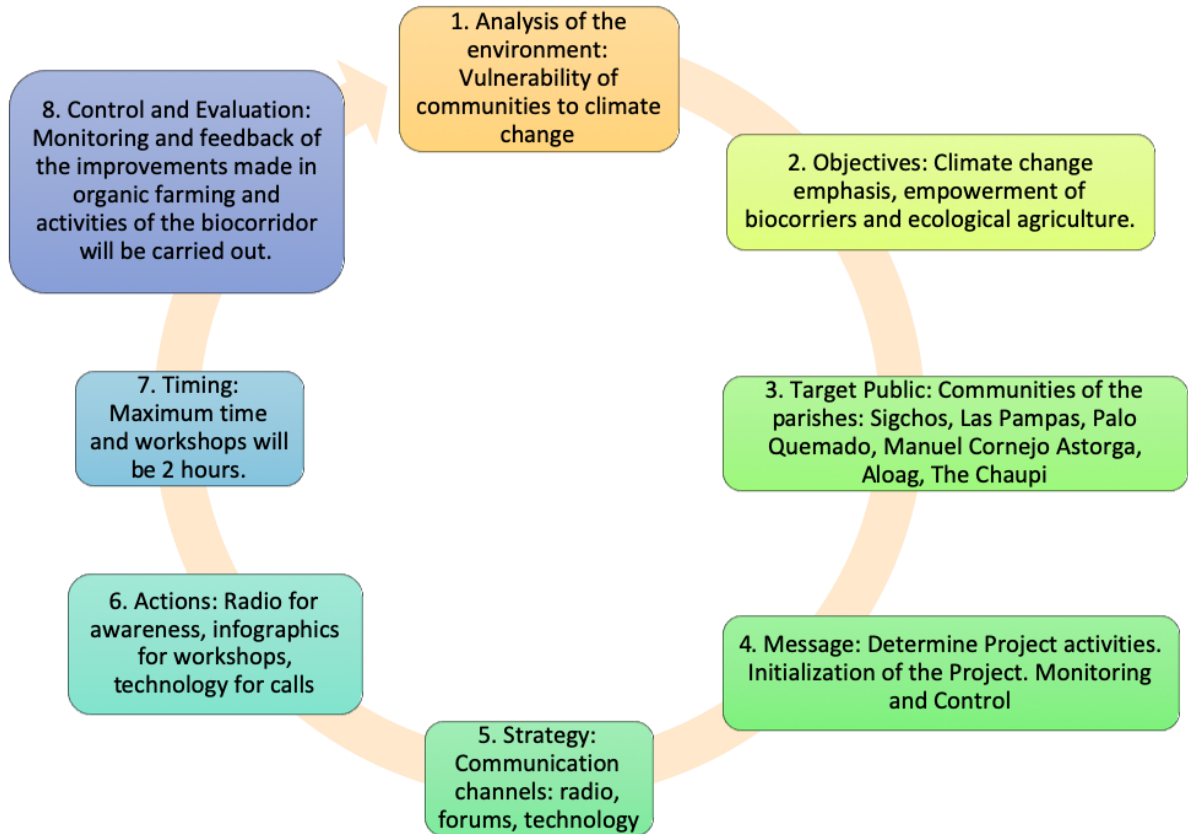 1. Analysis of the
environment:
Vulnerability of
communities to climate
change
2. Objectives: Climate change
emphasis, empowerment of
biocorriers and ecological agriculture.
3. Target Public: Communities of the
parishes: Sigchos, Las Pampas, Palo
Quemado, Manuel Cornejo Astorga,
Aloag, The Chaupi
4. Message: Determine Project activities.
Initialization of the Project. Monitoring
and Control
5. Strategy:
Communication
channels: radio,
forums, technology
6. Actions: Radio for
awareness, infographics
for workshops,
technology for calls
7. Timing:
Maximum time
and workshops will
be 2 hours.
8. Control and Evaluation:
Monitoring and feedback of
the improvements made in
organic farming and
activities of the biocorridor
will be carried out.